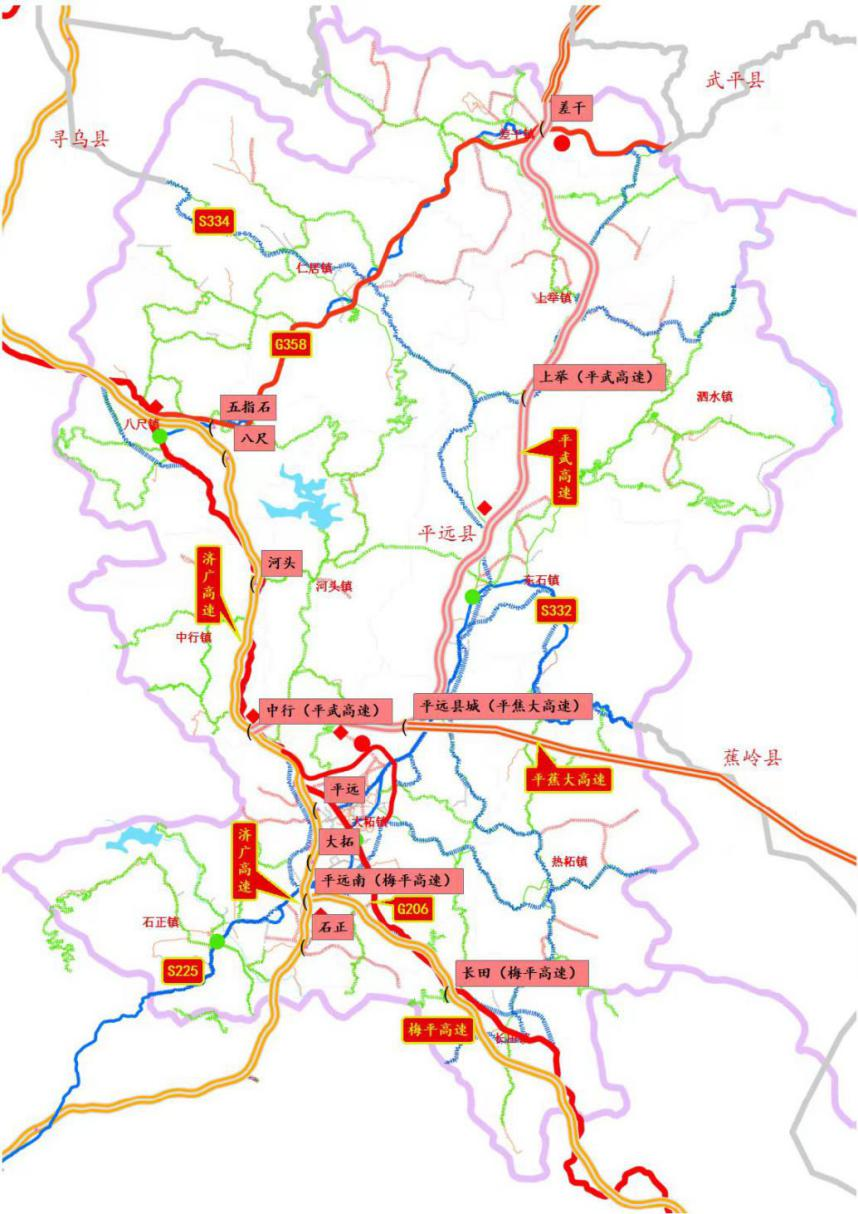 武平县
差干
差干镇
寻乌县
S334
仁居镇
上举镇
G358
上举（平武高速）
泗水镇
五指石
八尺镇
八尺
平武高速
平远县
济广高速
河头
河头镇
东石镇
S332
中行镇
中行（平武高速）
平远县城（平焦大高速）
蕉岭县
平蕉大高速
平远
大柘镇
大拓
济广高速
热柘镇
平远南（梅平高速）
G206
石正镇
石正
S225
长田（梅平高速）
梅平高速